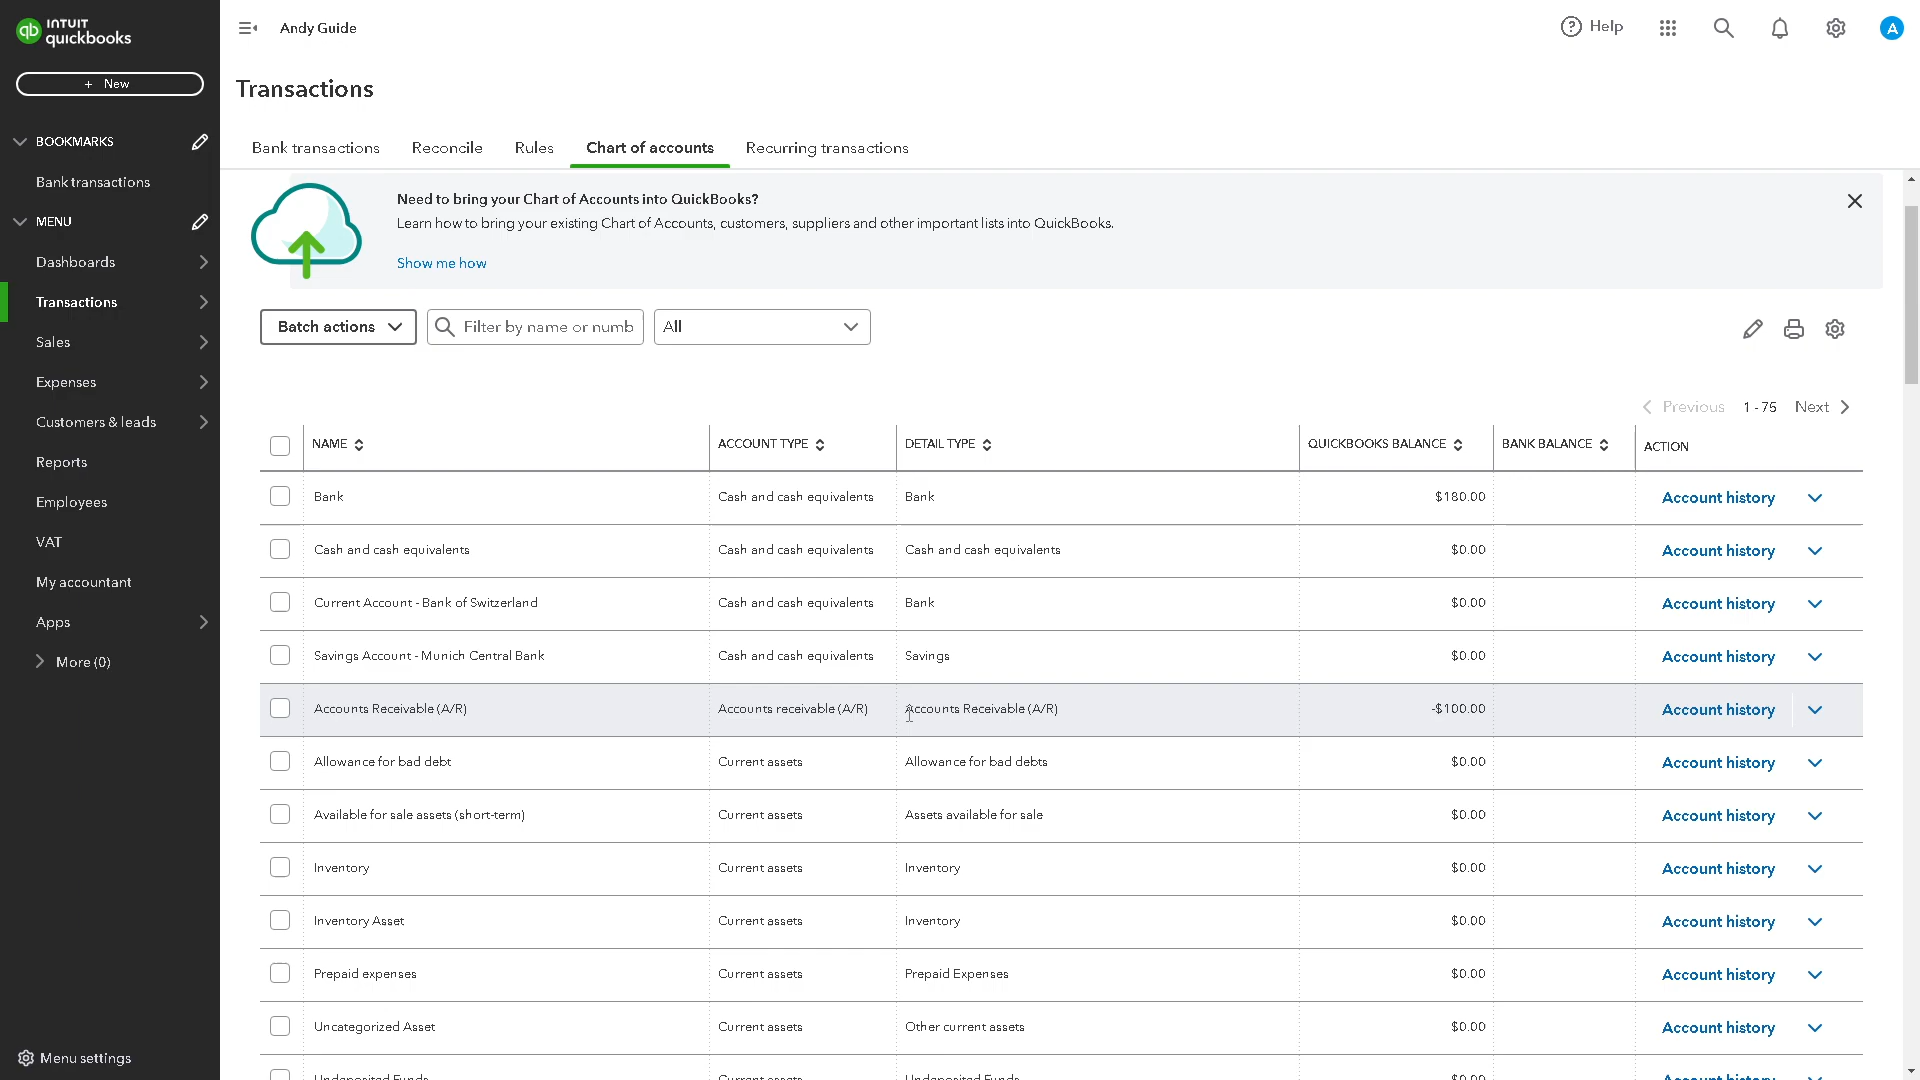 INTUIT
quickbooks
Andy Guide
Help
A
+ New
Transactions
BOOKMARKS
Bank transactions
MENU
Dashboards
Transactions
Sales
Expenses
Customers & leads
Reports
Employees
VAT
My accountant
Apps
More (0)
Menu settings
Bank transactions Reconcile Rules Chart of accounts Recurring transactions
Need to bring your Chart of Accounts into QuickBooks?
Learn how to bring your existing Chart of Accounts, customers, suppliers and other important lists into QuickBooks.
Show me how
Batch actions Filter by name or numb All
Previous 1 - 75 Next
NAME ACCOUNT TYPE DETAIL TYPE QUICKBOOKS BALANCE BANK BALANCE ACTION
Bank Cash and cash equivalents Bank $180.00 Account history
Cash and cash equivalents Cash and cash equivalents Cash and cash equivalents $0.00 Account history
Current Account - Bank of Switzerland Cash and cash equivalents Bank $0.00 Account history
Savings Account - Munich Central Bank Cash and cash equivalents Savings $0.00 Account history
Accounts Receivable (A/R) Accounts receivable (A/R) Accounts Receivable (A/R) -$100.00 Account history
Allowance for bad debt Current assets Allowance for bad debts $0.00 Account history
Available for sale assets (short-term) Current assets Assets available for sale $0.00 Account history
Inventory Current assets Inventory $0.00 Account history
Inventory Asset Current assets Inventory $0.00 Account history
Prepaid expenses Current assets Prepaid Expenses $0.00 Account history
Uncategorized Asset Current assets Other current assets $0.00 Account history
Undeposited Funds Current assets Undeposited Funds $0.00 Account history